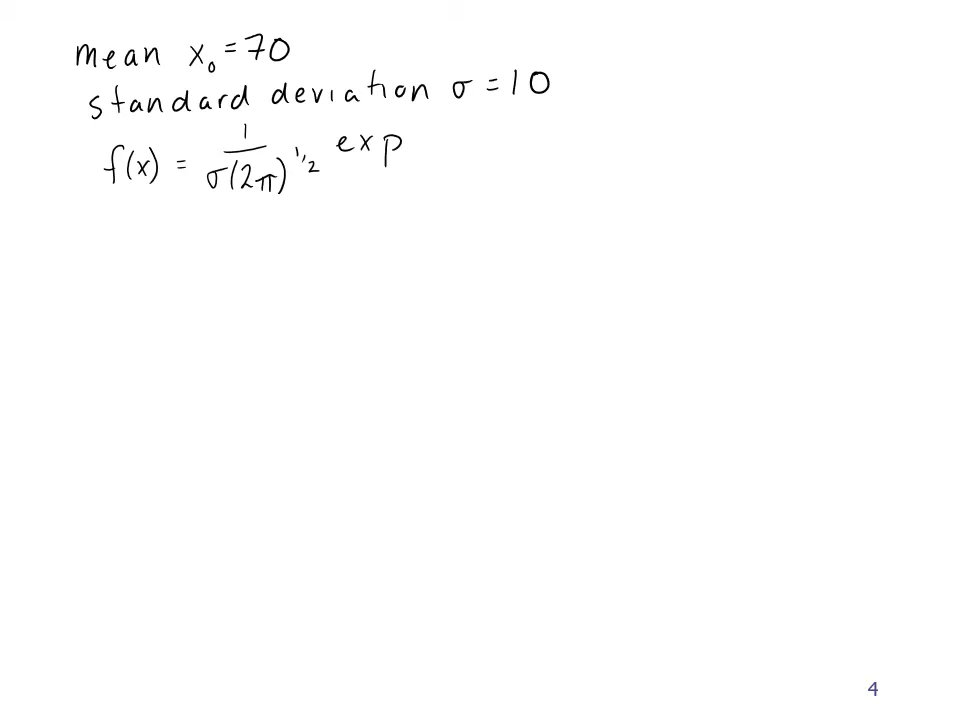 mean x₀ = 70
standard deviation σ = 10
f(x) = 1/σ(2π)^1/2 exp
4